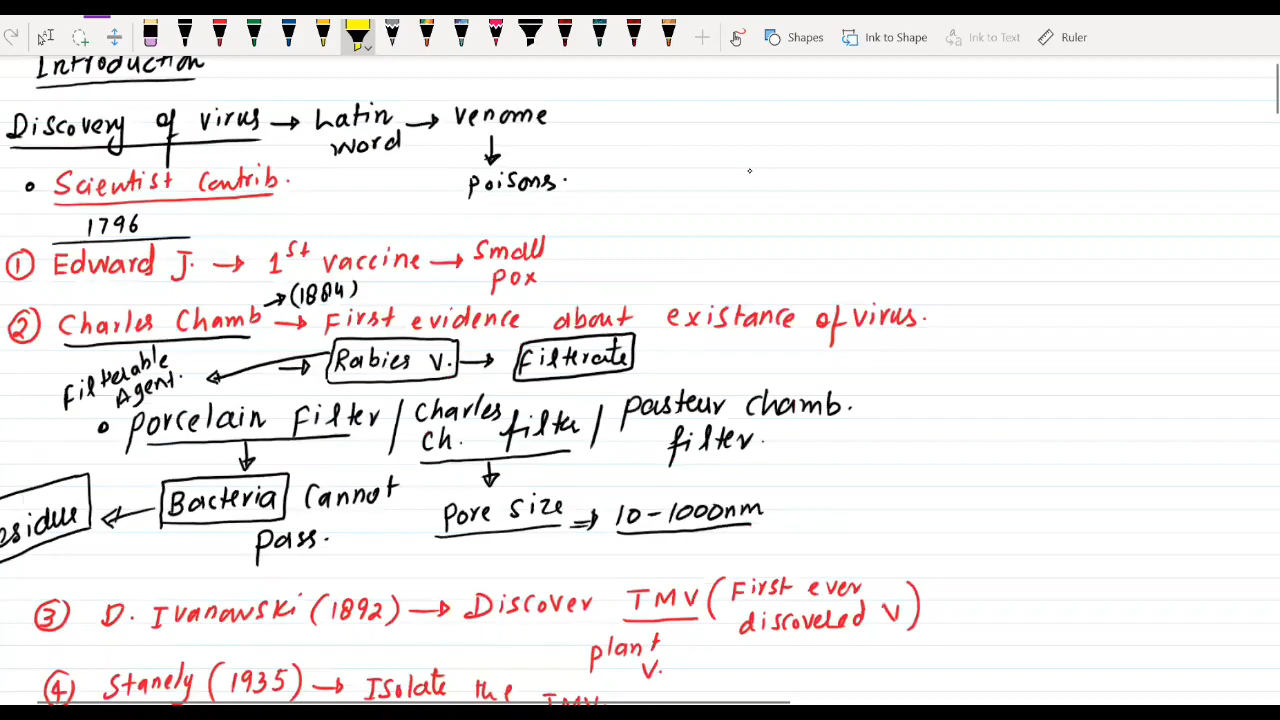 Shapes Ink to Shape Ink to Text Ruler
Introduction
Discovery of virus → Latin word → venome
↓
poisons.
• Scientist Contrib.
1796
① Edward J. → 1st vaccine → Small pox
→ (1884)
② Charles Chamb → First evidence about existance of virus.
Filterable Agent. ← → Rabies V. → Filterate
• Porcelain Filter / Charles Ch. filter / Pasteur chamb. filter.
↓ ↓
esidue ← Bacteria cannot pass.
Pore size ⇒ 10-1000nm
③ D. Ivanowski (1892) → Discover TMV (First ever discovered V)
plant V.
④ Stanely (1935) → Isolate the TMV